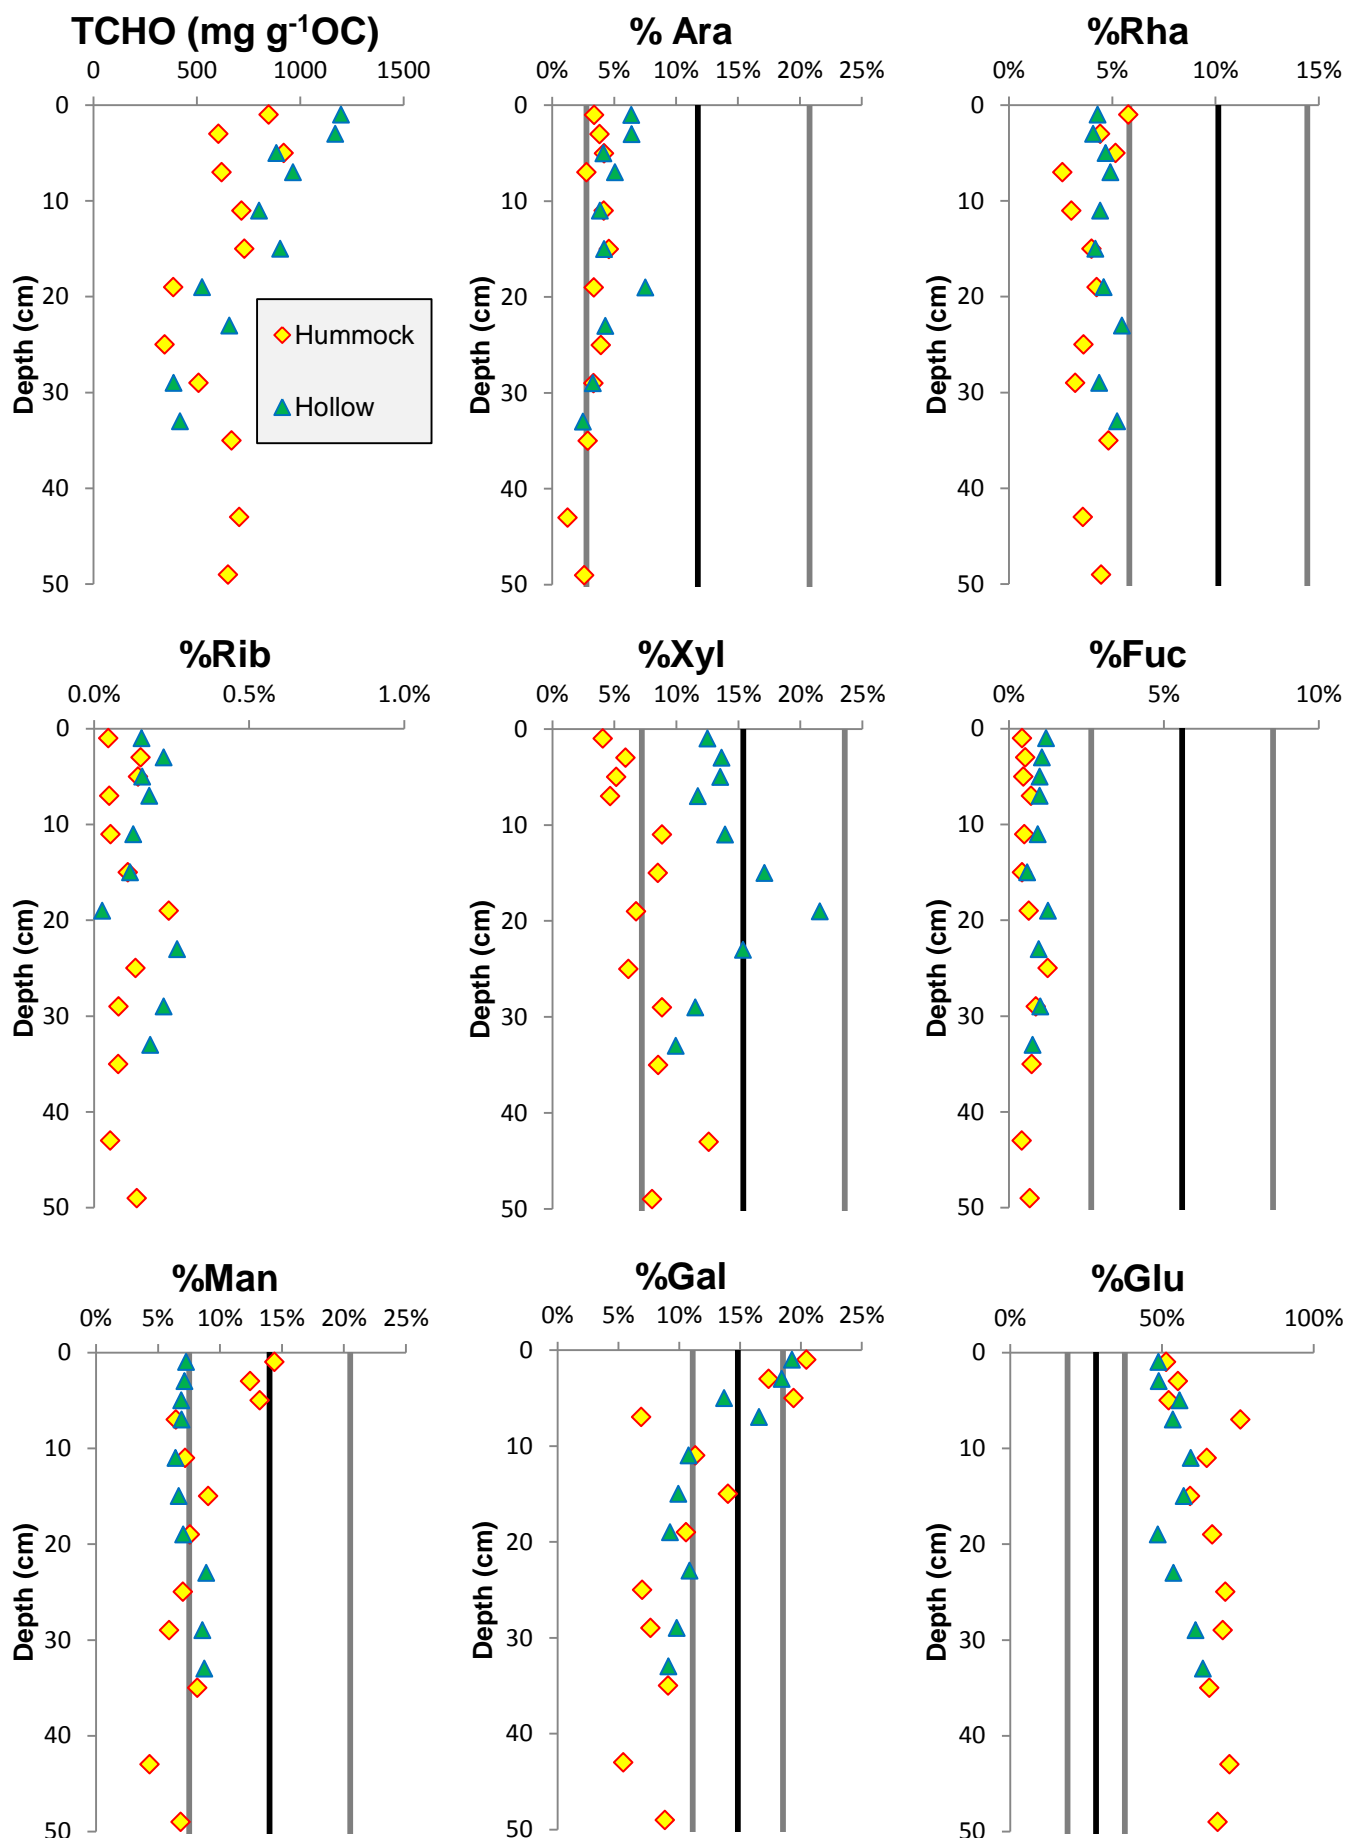 TCHO (mg g⁻¹OC)
0 500 1000 1500
0
10
20
30
40
50
Depth (cm)
Hummock
Hollow
% Ara
0% 5% 10% 15% 20% 25%
0
10
20
30
40
50
Depth (cm)
%Rha
0% 5% 10% 15%
0
10
20
30
40
50
Depth (cm)
%Rib
0.0% 0.5% 1.0%
0
10
20
30
40
50
Depth (cm)
%Xyl
0% 5% 10% 15% 20% 25%
0
10
20
30
40
50
Depth (cm)
%Fuc
0% 5% 10%
0
10
20
30
40
50
Depth (cm)
%Man
0% 5% 10% 15% 20% 25%
0
10
20
30
40
50
Depth (cm)
%Gal
0% 5% 10% 15% 20% 25%
0
10
20
30
40
50
Depth (cm)
%Glu
0% 50% 100%
0
10
20
30
40
50
Depth (cm)